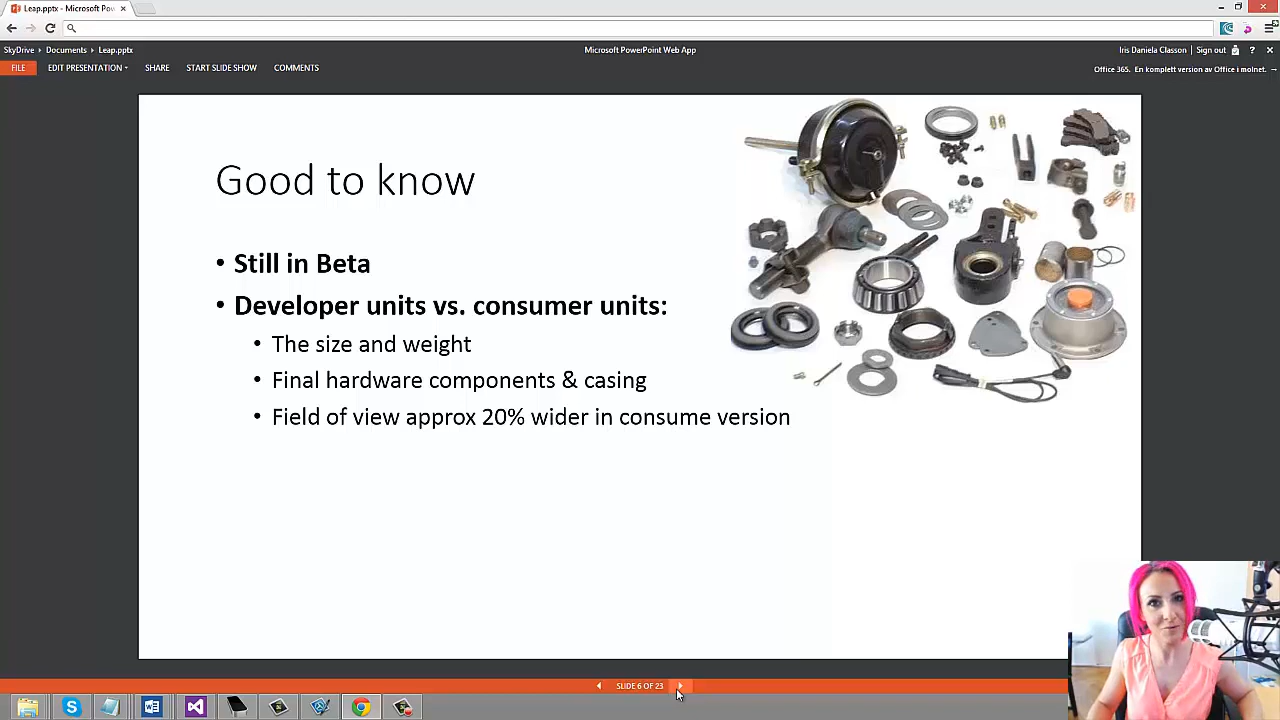 Leap.pptx - Microsoft Pow
SkyDrive Documents Leap.pptx
Microsoft PowerPoint Web App
Iris Daniela Classon Sign out ?
FILE EDIT PRESENTATION SHARE START SLIDE SHOW COMMENTS
Office 365. En komplett version av Office i molnet.
Good to know
• Still in Beta
• Developer units vs. consumer units:
• The size and weight
• Final hardware components & casing
• Field of view approx 20% wider in consume version
SLIDE 6 OF 23